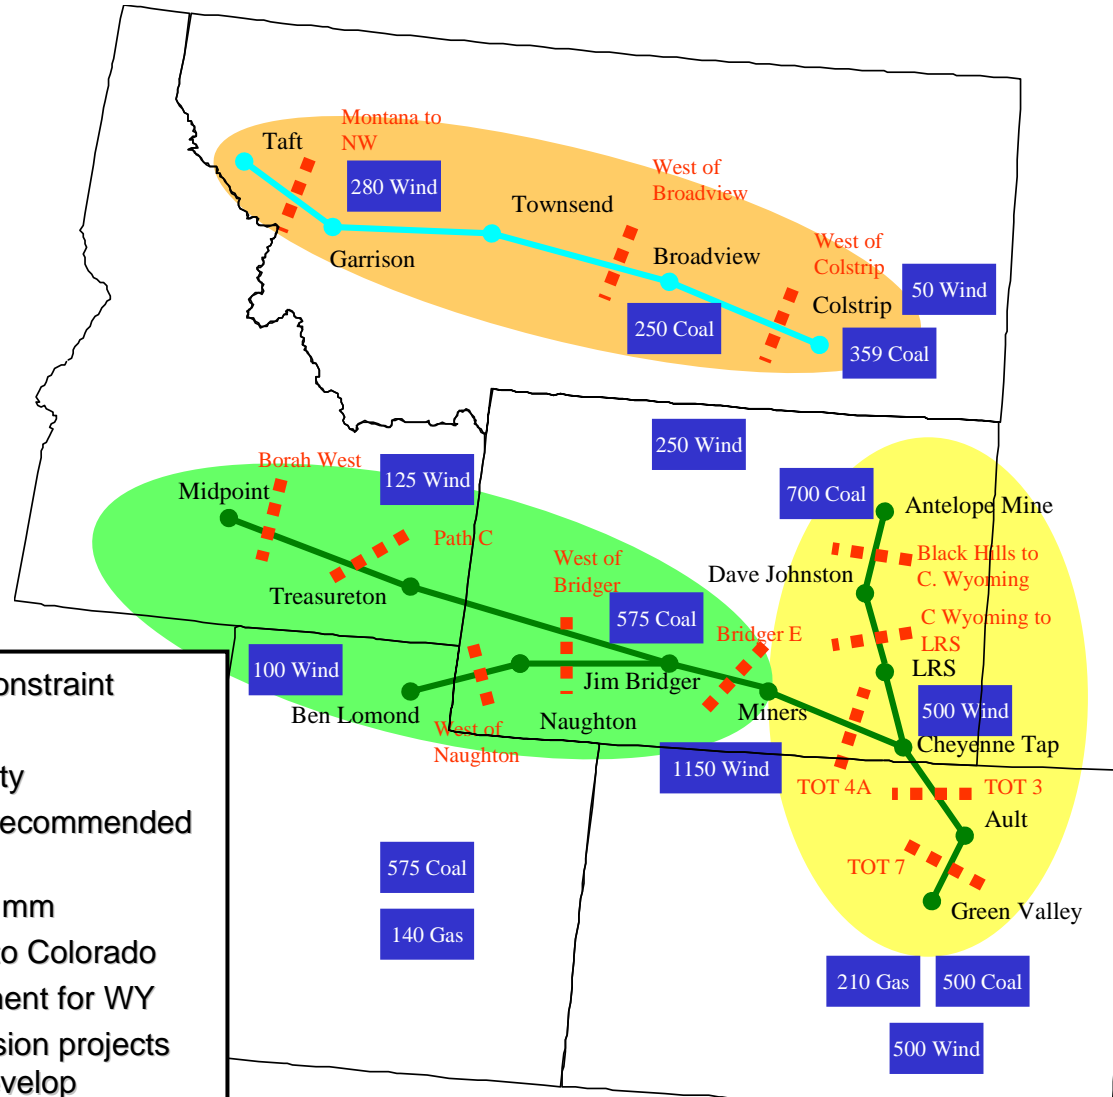 Montana to
NW
Taft
280 Wind
West of
Broadview
Townsend
Garrison
Broadview
West of
Colstrip
50 Wind
Colstrip
250 Coal
359 Coal
250 Wind
Borah West
125 Wind
Midpoint
700 Coal
Antelope Mine
Path C
West of
Bridger
Black Hills to
C. Wyoming
Dave Johnston
Treasureton
575 Coal
Bridger E
C Wyoming to
LRS
LRS
100 Wind
Jim Bridger
Ben Lomond
Naughton
Miners
500 Wind
West of
Naughton
Cheyenne Tap
1150 Wind
TOT 4A
TOT 3
Ault
TOT 7
575 Coal
140 Gas
Green Valley
210 Gas
500 Coal
500 Wind
onstraint
ty
ecommended
mm
to Colorado
ment for WY
sion projects
velop